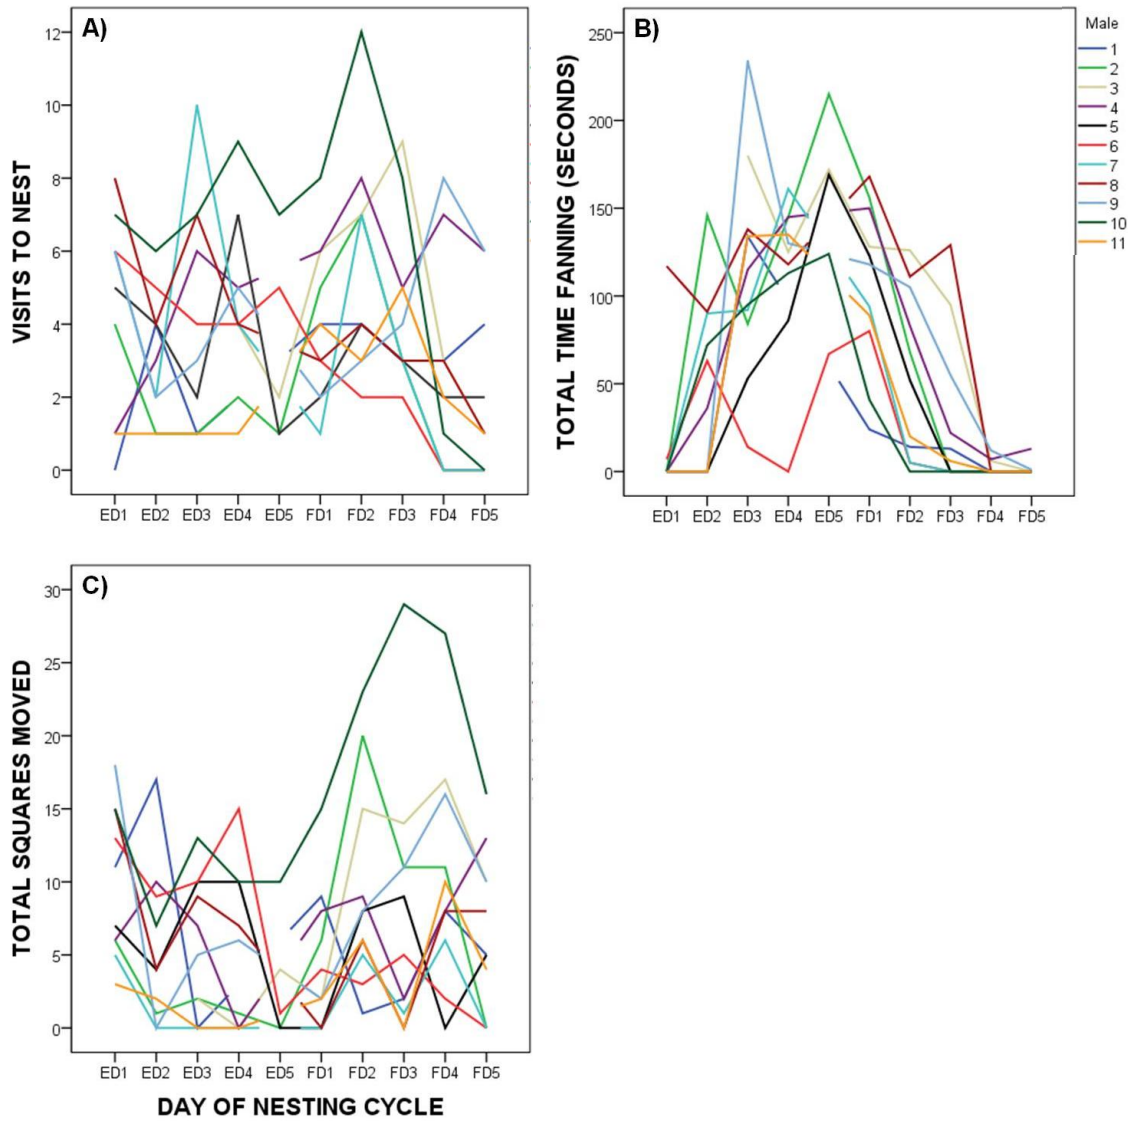 A)
VISITS TO NEST
12
10
8
6
4
2
0
ED1 ED2 ED3 ED4 ED5 FD1 FD2 FD3 FD4 FD5
B)
TOTAL TIME FANNING (SECONDS)
250
200
150
100
50
0
ED1 ED2 ED3 ED4 ED5 FD1 FD2 FD3 FD4 FD5
Male
1
2
3
4
5
6
7
8
9
10
11
C)
TOTAL SQUARES MOVED
30
25
20
15
10
5
0
ED1 ED2 ED3 ED4 ED5 FD1 FD2 FD3 FD4 FD5
DAY OF NESTING CYCLE